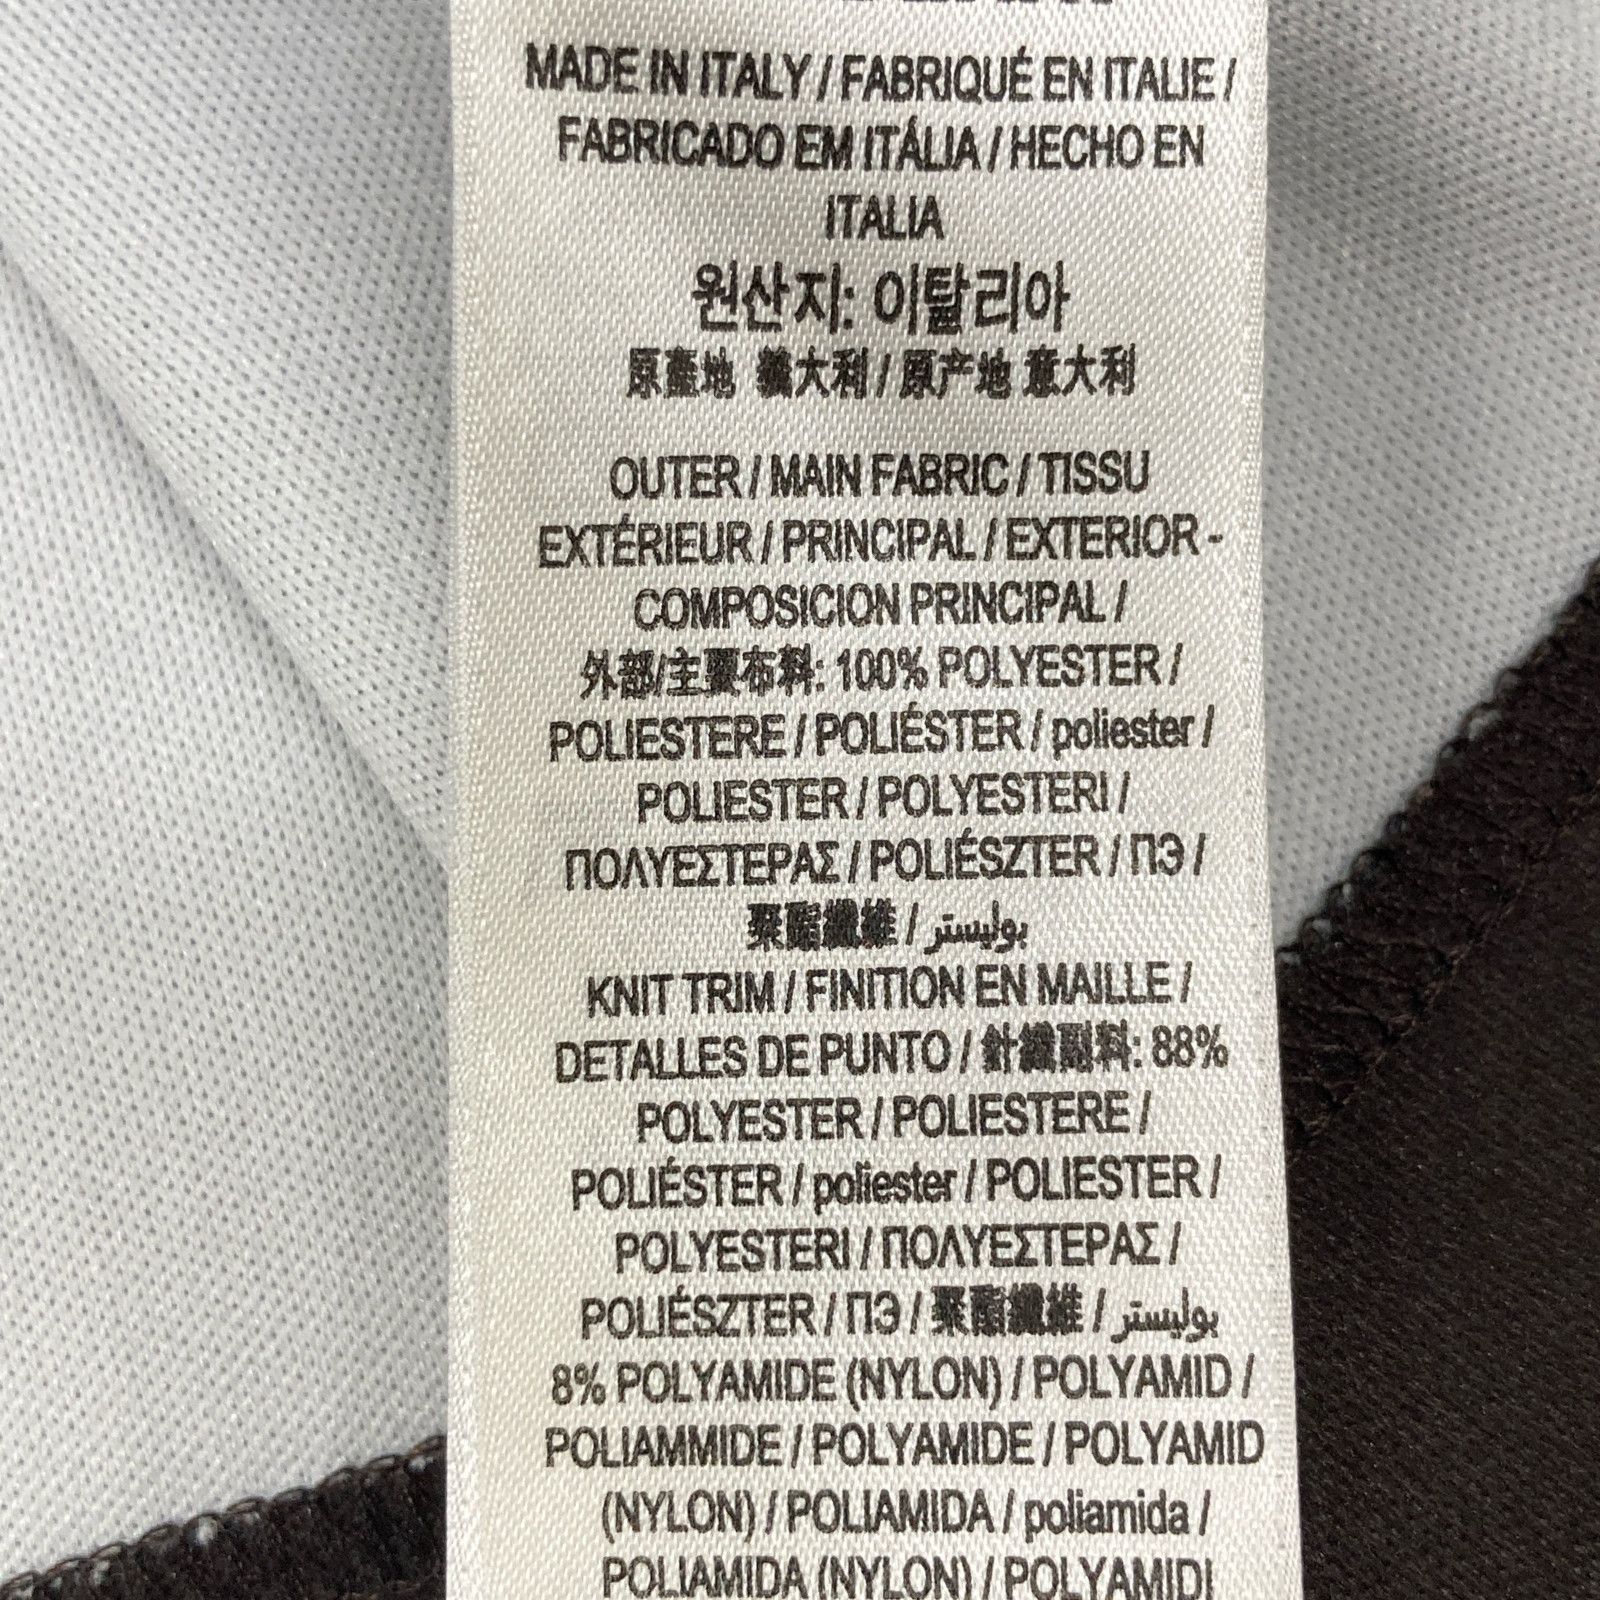 MADE IN ITALY / FABRIQUÉ EN ITALIE /
FABRICADO EM ITÁLIA / HECHO EN
ITALIA
원산지: 이탈리아
原產地 義大利 / 原产地 意大利
OUTER / MAIN FABRIC / TISSU
EXTÉRIEUR / PRINCIPAL / EXTERIOR -
COMPOSICION PRINCIPAL /
外部/主要布料: 100% POLYESTER /
POLIESTERE / POLIÉSTER / poliester /
POLIESTER / POLYESTERI /
ΠΟΛΥΕΣΤΕΡΑΣ / POLIÉSZTER / ПЭ /
聚酯纖維 / بوليستر
KNIT TRIM / FINITION EN MAILLE /
DETALLES DE PUNTO / 針織副料: 88%
POLYESTER / POLIESTERE /
POLIÉSTER / poliester / POLIESTER /
POLYESTERI / ΠΟΛΥΕΣΤΕΡΑΣ /
POLIÉSZTER / ПЭ / 聚酯纖維 / بوليستر
8% POLYAMIDE (NYLON) / POLYAMID /
POLIAMMIDE / POLYAMIDE / POLYAMID
(NYLON) / POLIAMIDA / poliamida /
POLIAMIDA (NYLON) / POLYAMIDI